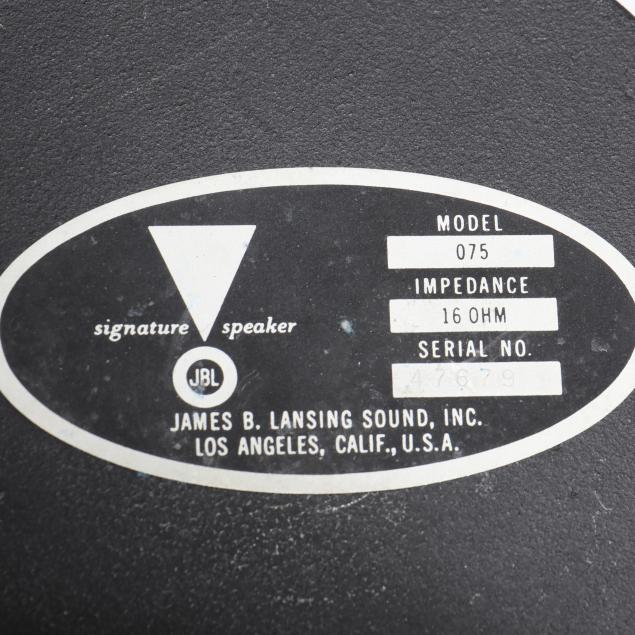 MODEL
075
IMPEDANCE
16 OHM
SERIAL NO.
47679
signature speaker
JBL
JAMES B. LANSING SOUND, INC.
LOS ANGELES, CALIF., U.S.A.